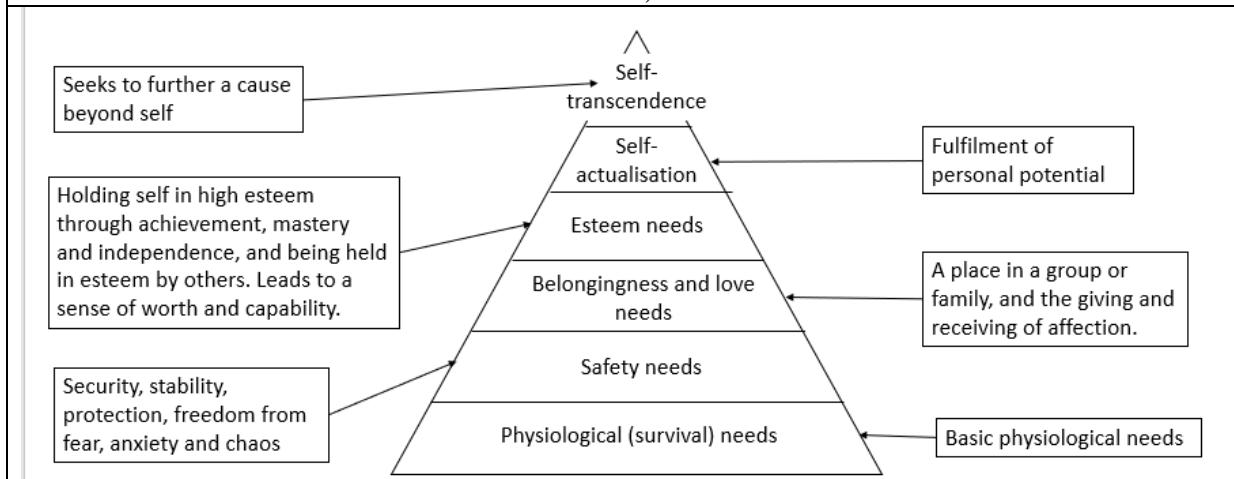 Self-
transcendence
Seeks to further a cause
beyond self
Self-
actualisation
Fulfilment of
personal potential
Holding self in high esteem
through achievement, mastery
and independence, and being held
in esteem by others. Leads to a
sense of worth and capability.
Esteem needs
Belongingness and love
needs
A place in a group or
family, and the giving and
receiving of affection.
Safety needs
Security, stability,
protection, freedom from
fear, anxiety and chaos
Physiological (survival) needs
Basic physiological needs